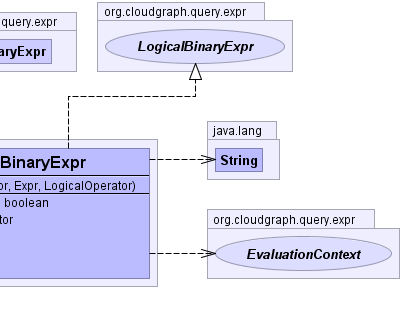 query.expr
org.cloudgraph.query.expr
aryExpr
LogicalBinaryExpr
java.lang
BinaryExpr
String
or, Expr, LogicalOperator)
boolean
tor
org.cloudgraph.query.expr
EvaluationContext